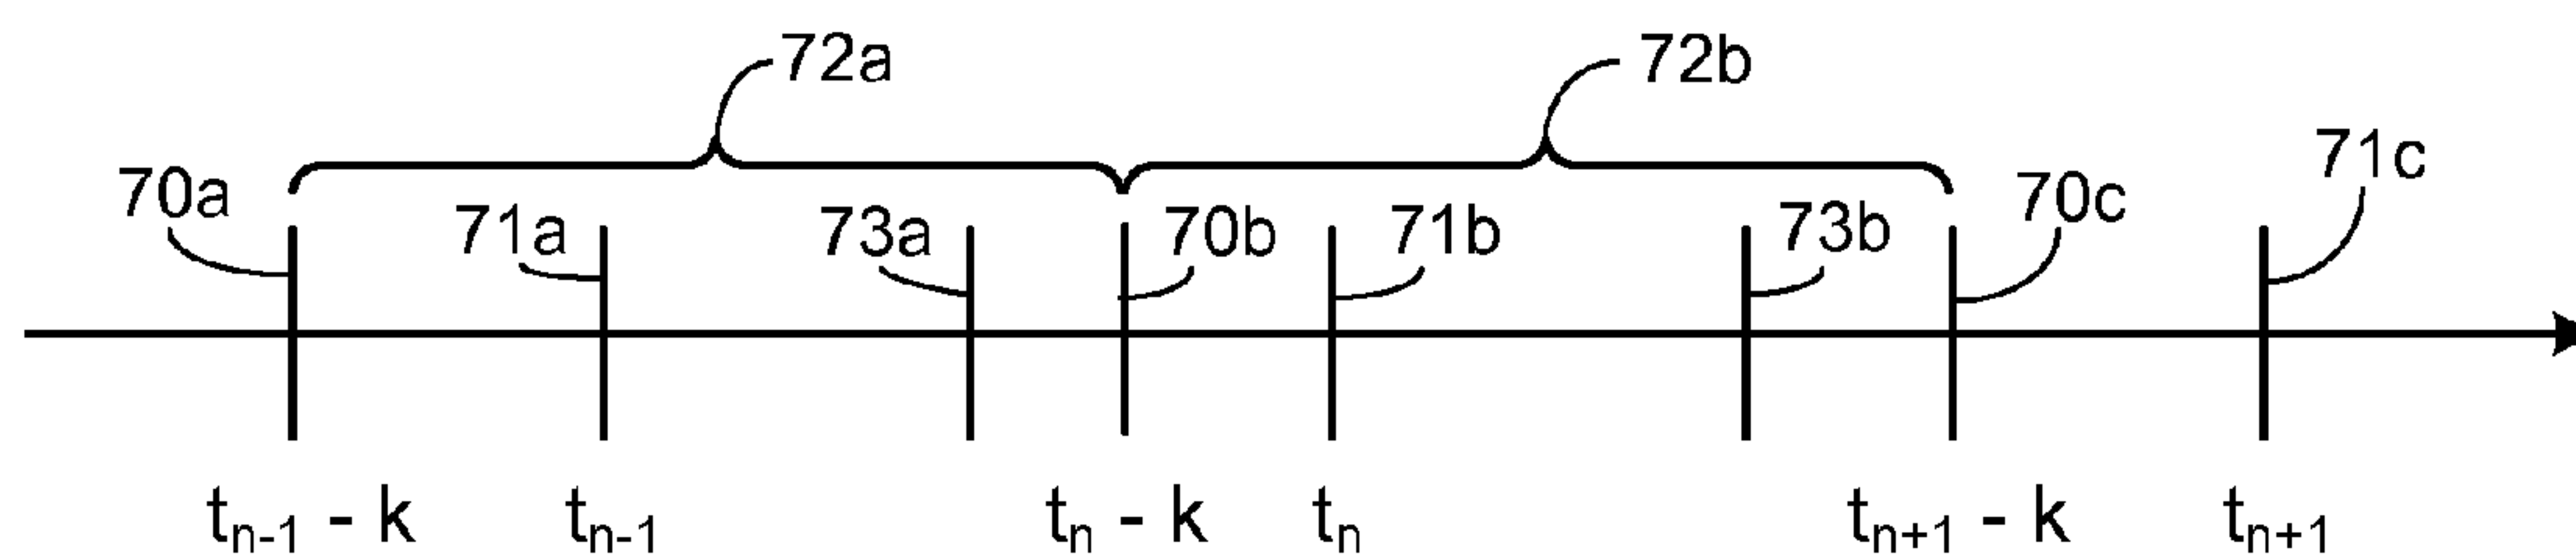 72a 72b
70a 71a 73a 70b 71b 73b 70c 71c
tn-1 - k tn-1 tn - k tn tn+1 - k tn+1